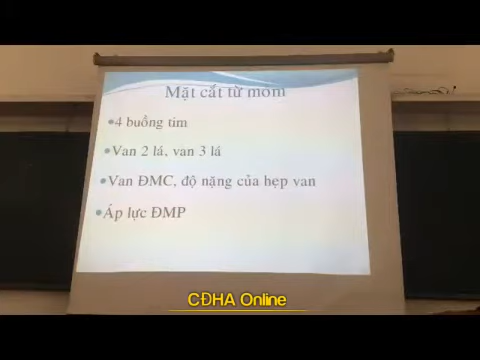 Mặt cắt từ mỏm
•4 buồng tim
•Van 2 lá, van 3 lá
•Van ĐMC, độ nặng của hẹp van
•Áp lực ĐMP
CĐHA Online